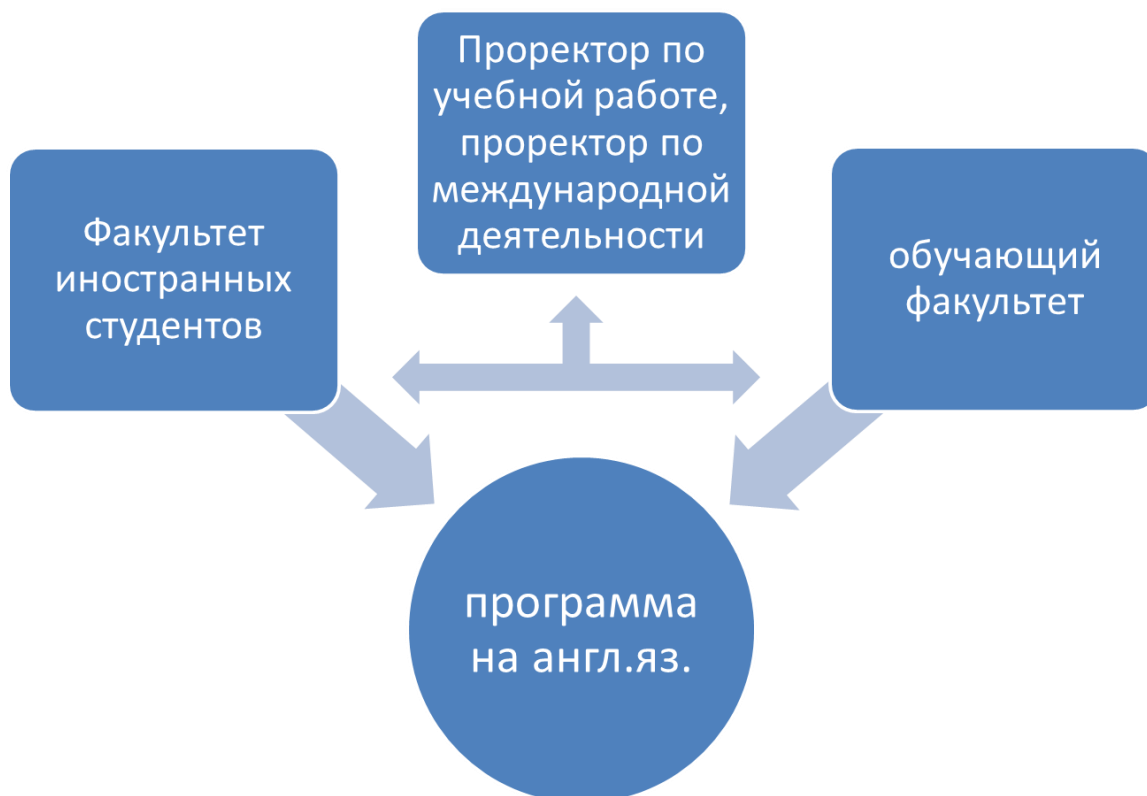 Проректор по
учебной работе,
проректор по
международной
деятельности
Факультет
иностранных
студентов
обучающий
факультет
программа
на англ.яз.